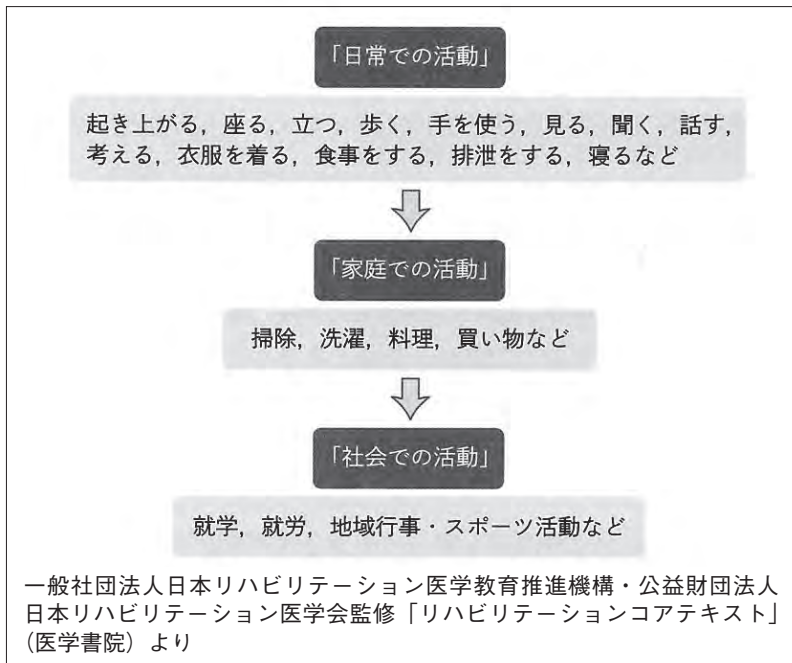 「日常での活動」
起き上がる，座る，立つ，歩く，手を使う，見る，聞く，話す，
考える，衣服を着る，食事をする，排泄をする，寝るなど
「家庭での活動」
掃除，洗濯，料理，買い物など
「社会での活動」
就学，就労，地域行事・スポーツ活動など
一般社団法人日本リハビリテーション医学教育推進機構・公益財団法人
日本リハビリテーション医学会監修「リハビリテーションコアテキスト」
（医学書院）より